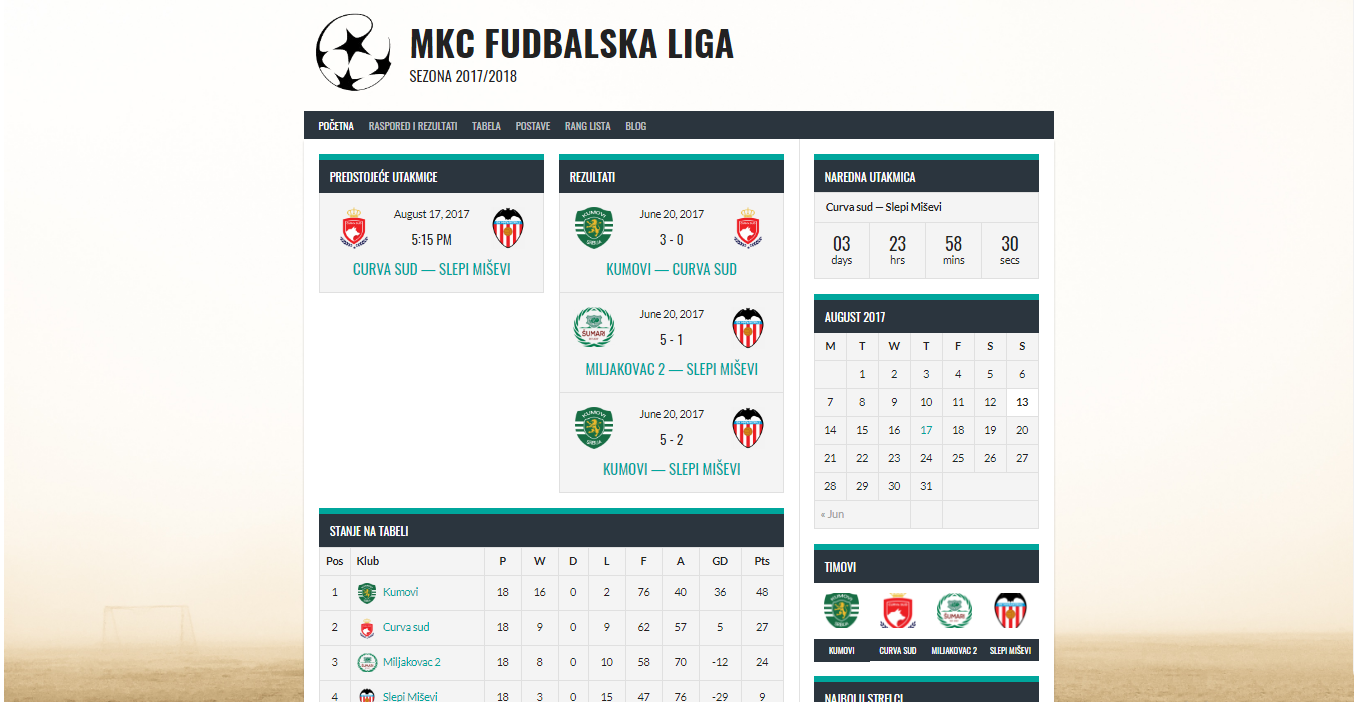 MKC FUDBALSKA LIGA
SEZONA 2017/2018
POČETNA RASPORED I REZULTATI TABELA POSTAVE RANG LISTA BLOG
PREDSTOJEĆE UTAKMICE
August 17, 2017
5:15 PM
CURVA SUD — SLEPI MIŠEVI
REZULTATI
KUMOVI
SRBIJA
June 20, 2017
3 - 0
KUMOVI — CURVA SUD
ŠUMARI
June 20, 2017
5 - 1
MILJAKOVAC 2 — SLEPI MIŠEVI
KUMOVI
SRBIJA
June 20, 2017
5 - 2
KUMOVI — SLEPI MIŠEVI
STANJE NA TABELI
Pos Klub P W D L F A GD Pts
1 Kumovi 18 16 0 2 76 40 36 48
2 Curva sud 18 9 0 9 62 57 5 27
3 Miljakovac 2 18 8 0 10 58 70 -12 24
4 Slepi Miševi 18 3 0 15 47 76 -29 9
NAREDNA UTAKMICA
Curva sud — Slepi Miševi
03 23 58 30
days hrs mins secs
AUGUST 2017
M T W T F S S
1 2 3 4 5 6
7 8 9 10 11 12 13
14 15 16 17 18 19 20
21 22 23 24 25 26 27
28 29 30 31
« Jun
TIMOVI
KUMOVI
ŠUMARI
KUMOVI CURVA SUD MILJAKOVAC 2 SLEPI MIŠEVI
NAJBOLJI STRELCI